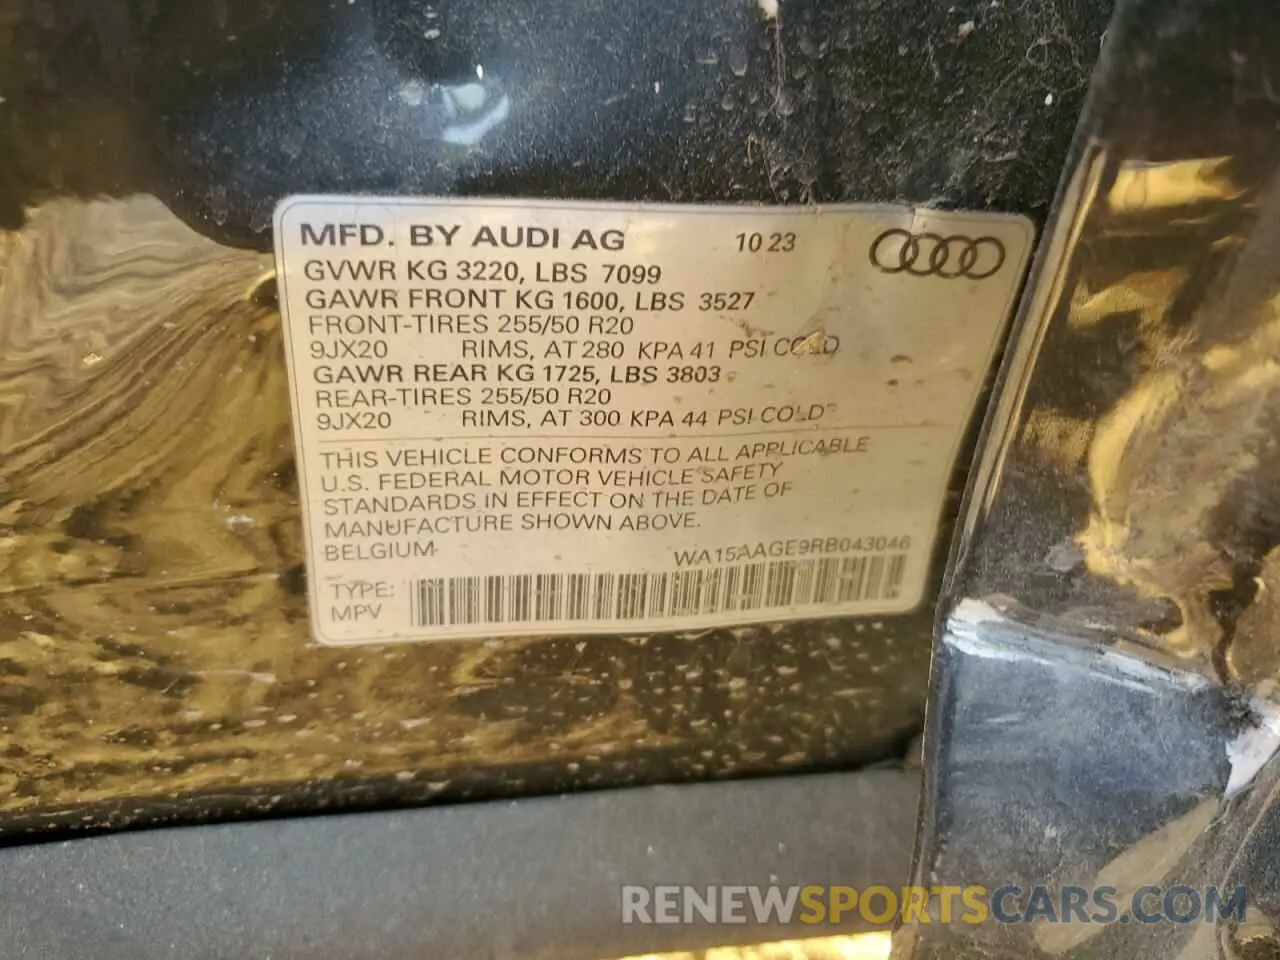 MFD. BY AUDI AG 10 23
GVWR KG 3220, LBS 7099
GAWR FRONT KG 1600, LBS 3527
FRONT-TIRES 255/50 R20
9JX20 RIMS, AT 280 KPA 41 PSI COLD
GAWR REAR KG 1725, LBS 3803
REAR-TIRES 255/50 R20
9JX20 RIMS, AT 300 KPA 44 PSI COLD
THIS VEHICLE CONFORMS TO ALL APPLICABLE
U.S. FEDERAL MOTOR VEHICLE SAFETY
STANDARDS IN EFFECT ON THE DATE OF
MANUFACTURE SHOWN ABOVE.
BELGIUM WA15AAGE9RB043046
TYPE:
MPV
RENEWSPORTSCARS.COM